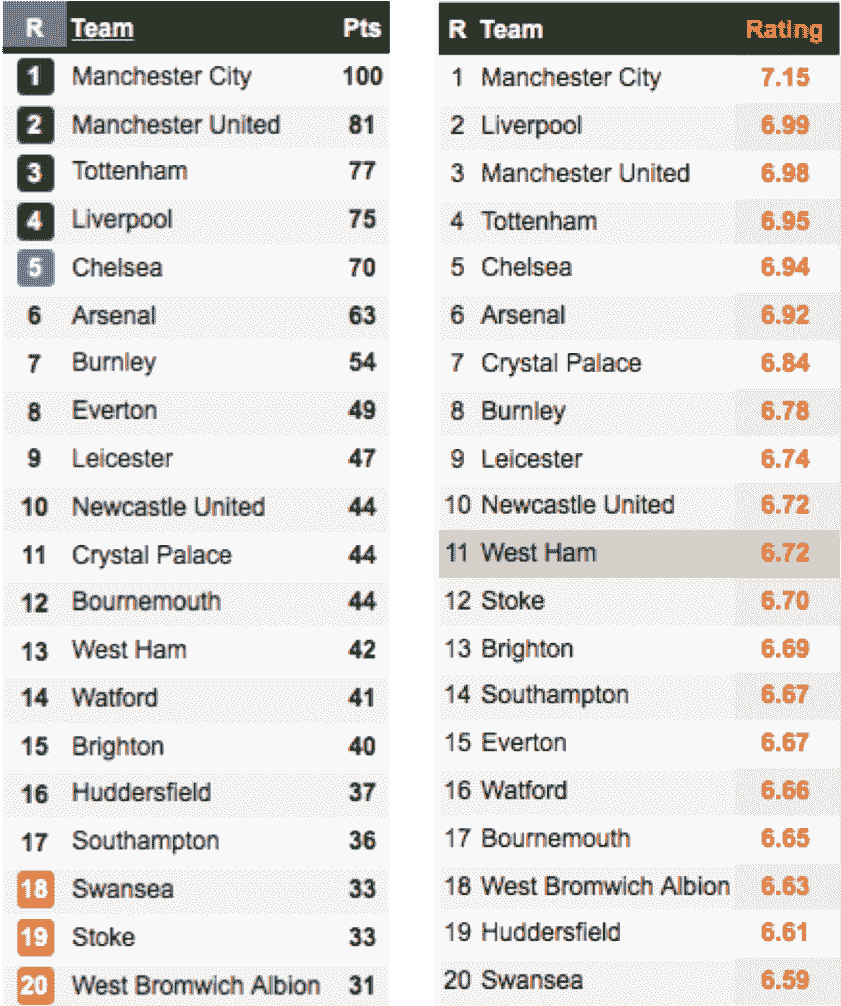 R Team Pts
1 Manchester City 100
2 Manchester United 81
3 Tottenham 77
4 Liverpool 75
5 Chelsea 70
6 Arsenal 63
7 Burnley 54
8 Everton 49
9 Leicester 47
10 Newcastle United 44
11 Crystal Palace 44
12 Bournemouth 44
13 West Ham 42
14 Watford 41
15 Brighton 40
16 Huddersfield 37
17 Southampton 36
18 Swansea 33
19 Stoke 33
20 West Bromwich Albion 31
R Team Rating
1 Manchester City 7.15
2 Liverpool 6.99
3 Manchester United 6.98
4 Tottenham 6.95
5 Chelsea 6.94
6 Arsenal 6.92
7 Crystal Palace 6.84
8 Burnley 6.78
9 Leicester 6.74
10 Newcastle United 6.72
11 West Ham 6.72
12 Stoke 6.70
13 Brighton 6.69
14 Southampton 6.67
15 Everton 6.67
16 Watford 6.66
17 Bournemouth 6.65
18 West Bromwich Albion 6.63
19 Huddersfield 6.61
20 Swansea 6.59